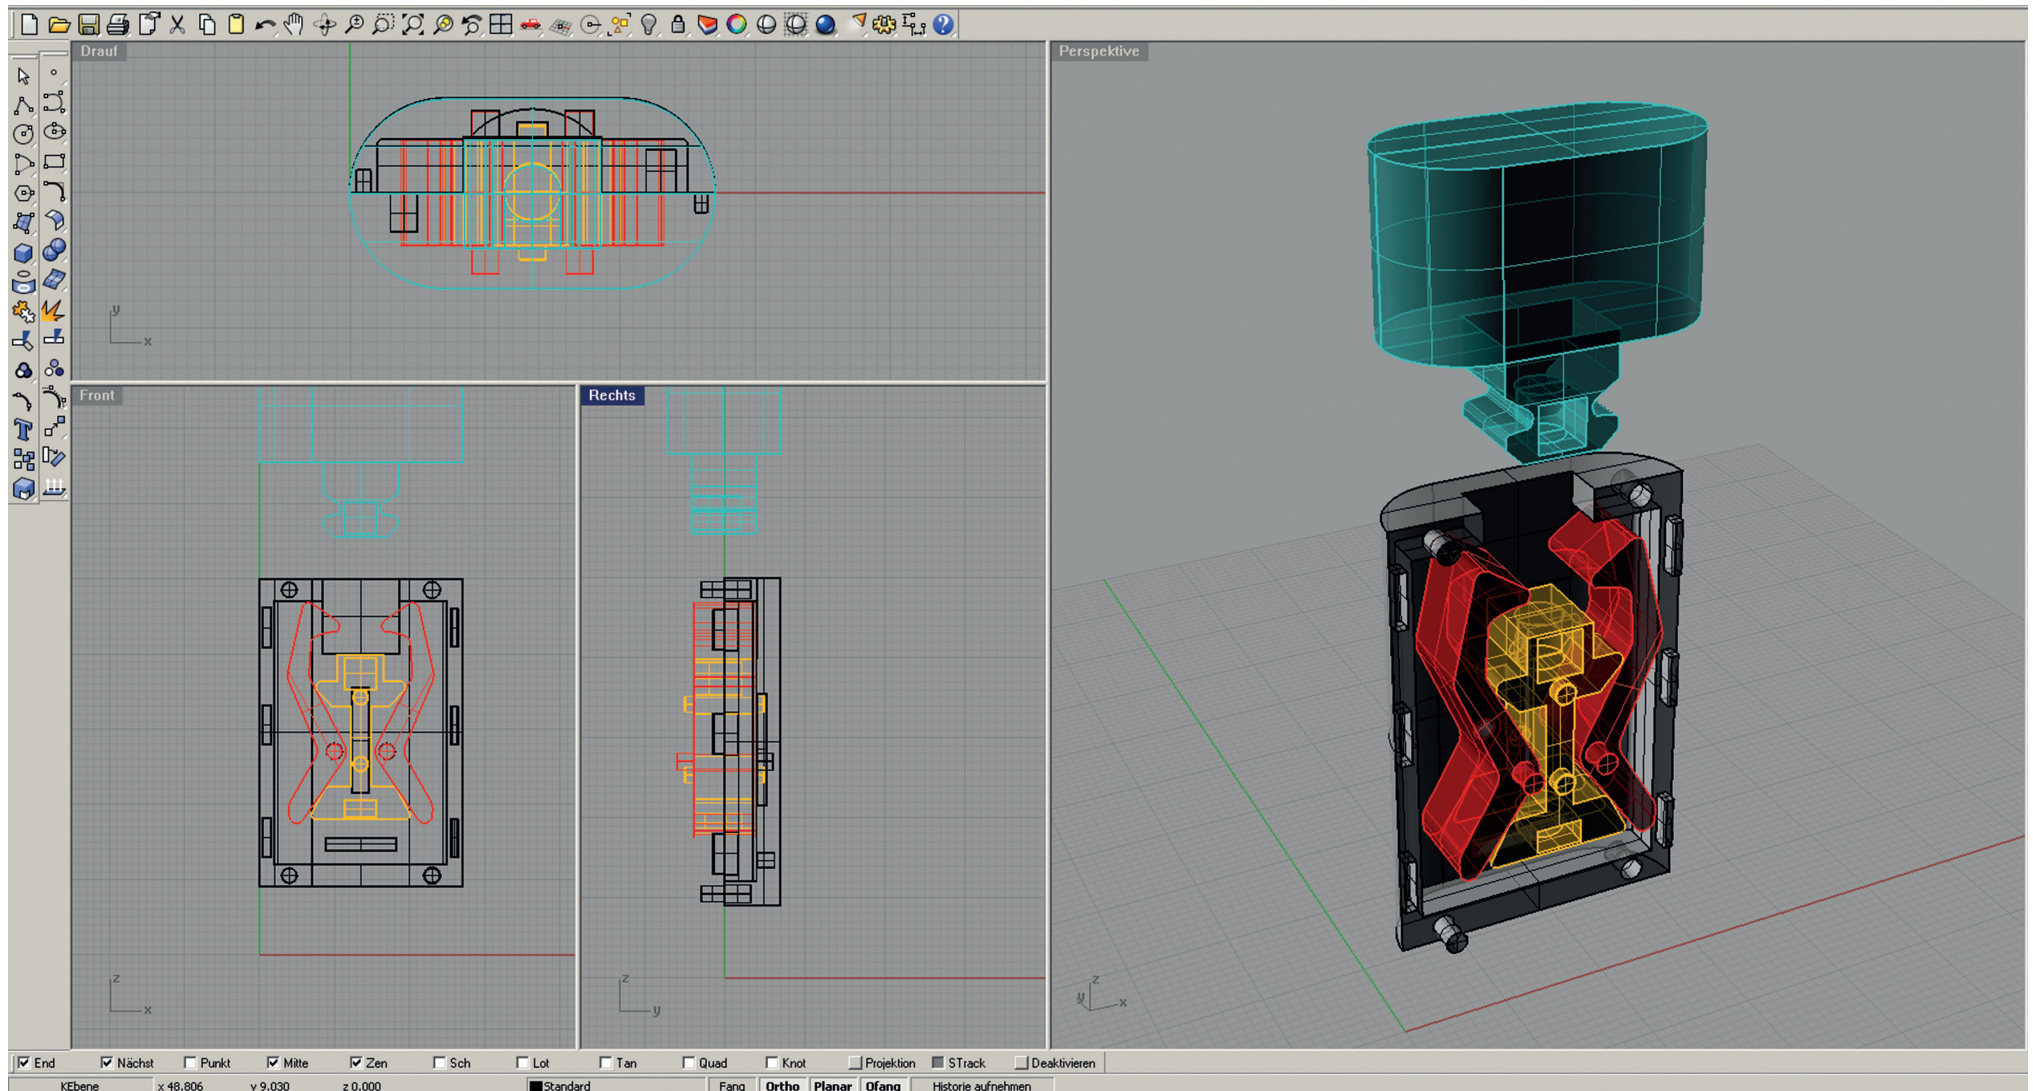 Drauf
Perspektive
y
x
Front
Rechts
z
x
z
y
z
y
x
End Nächst Punkt Mitte Zen Sch Lot Tan Quad Knot Projektion STrack Deaktivieren
KEbene x 48.806 y 9.030 z 0.000 Standard Fang Ortho Planar Ofang Historie aufnehmen